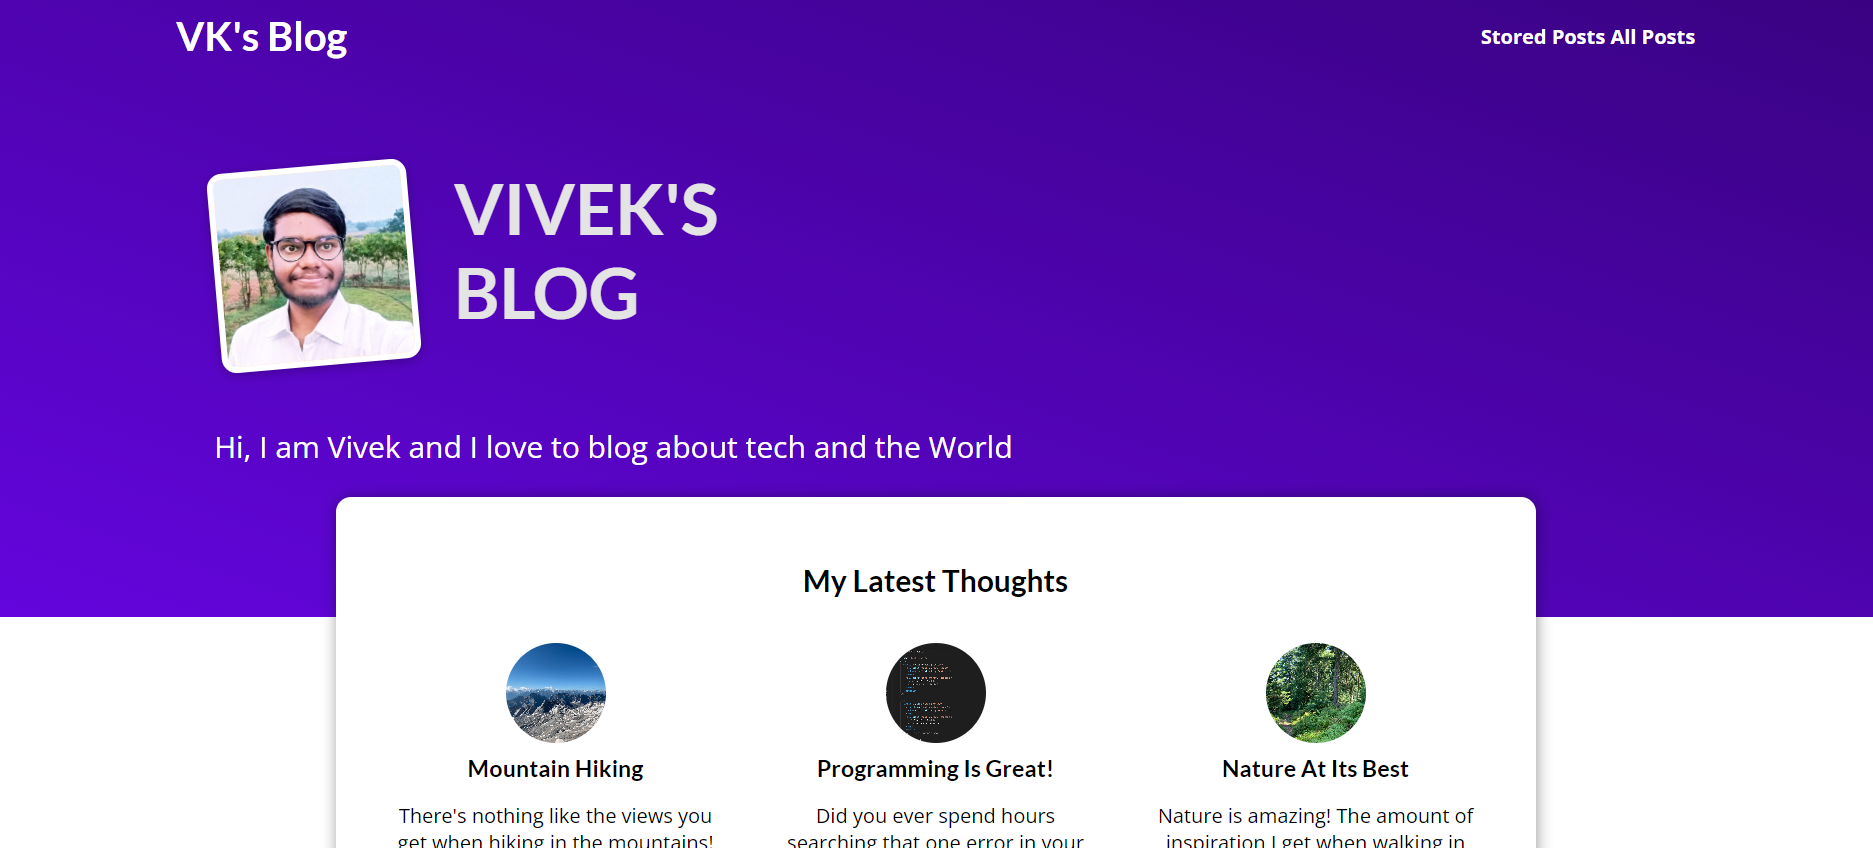 VK's Blog
Stored Posts All Posts
VIVEK'S
BLOG
Hi, I am Vivek and I love to blog about tech and the World
My Latest Thoughts
Mountain Hiking
There's nothing like the views you
get when hiking in the mountains!
Programming Is Great!
Did you ever spend hours
searching that one error in your
Nature At Its Best
Nature is amazing! The amount of
inspiration I get when walking in